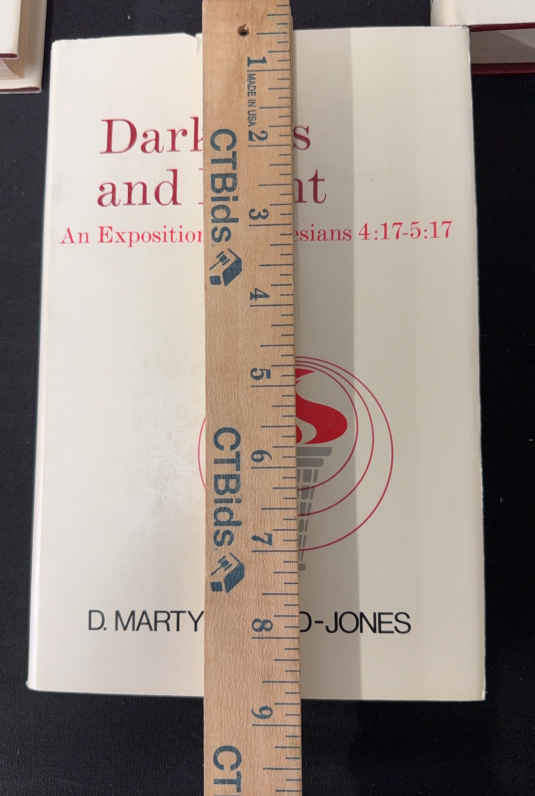 Dark s
and ht
An Exposition esians 4:17-5:17
D. MARTY D-JONES
1 MADE IN USA
2
3
4
5
6
7
8
9
CTBids
CTBids
CT